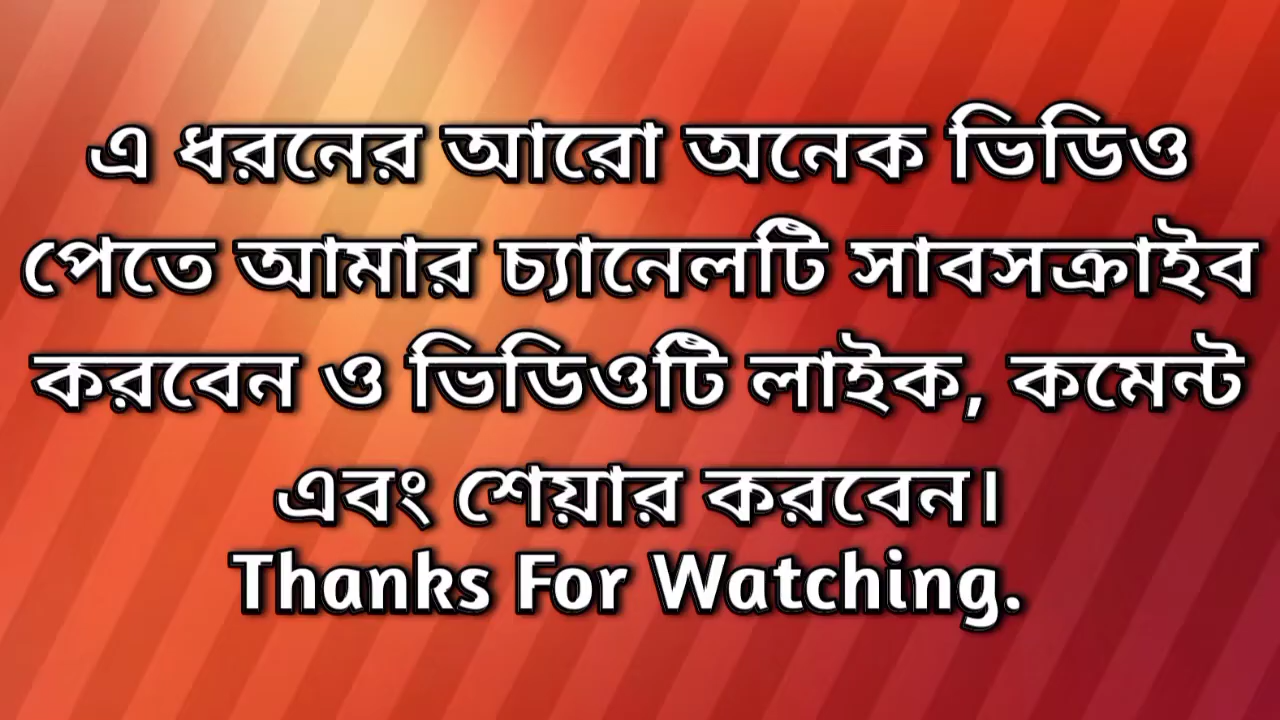 এ ধরনের আরো অনেক ভিডিও
পেতে আমার চ্যানেলটি সাবসক্রাইব
করবেন ও ভিডিওটি লাইক, কমেন্ট
এবং শেয়ার করবেন।
Thanks For Watching.